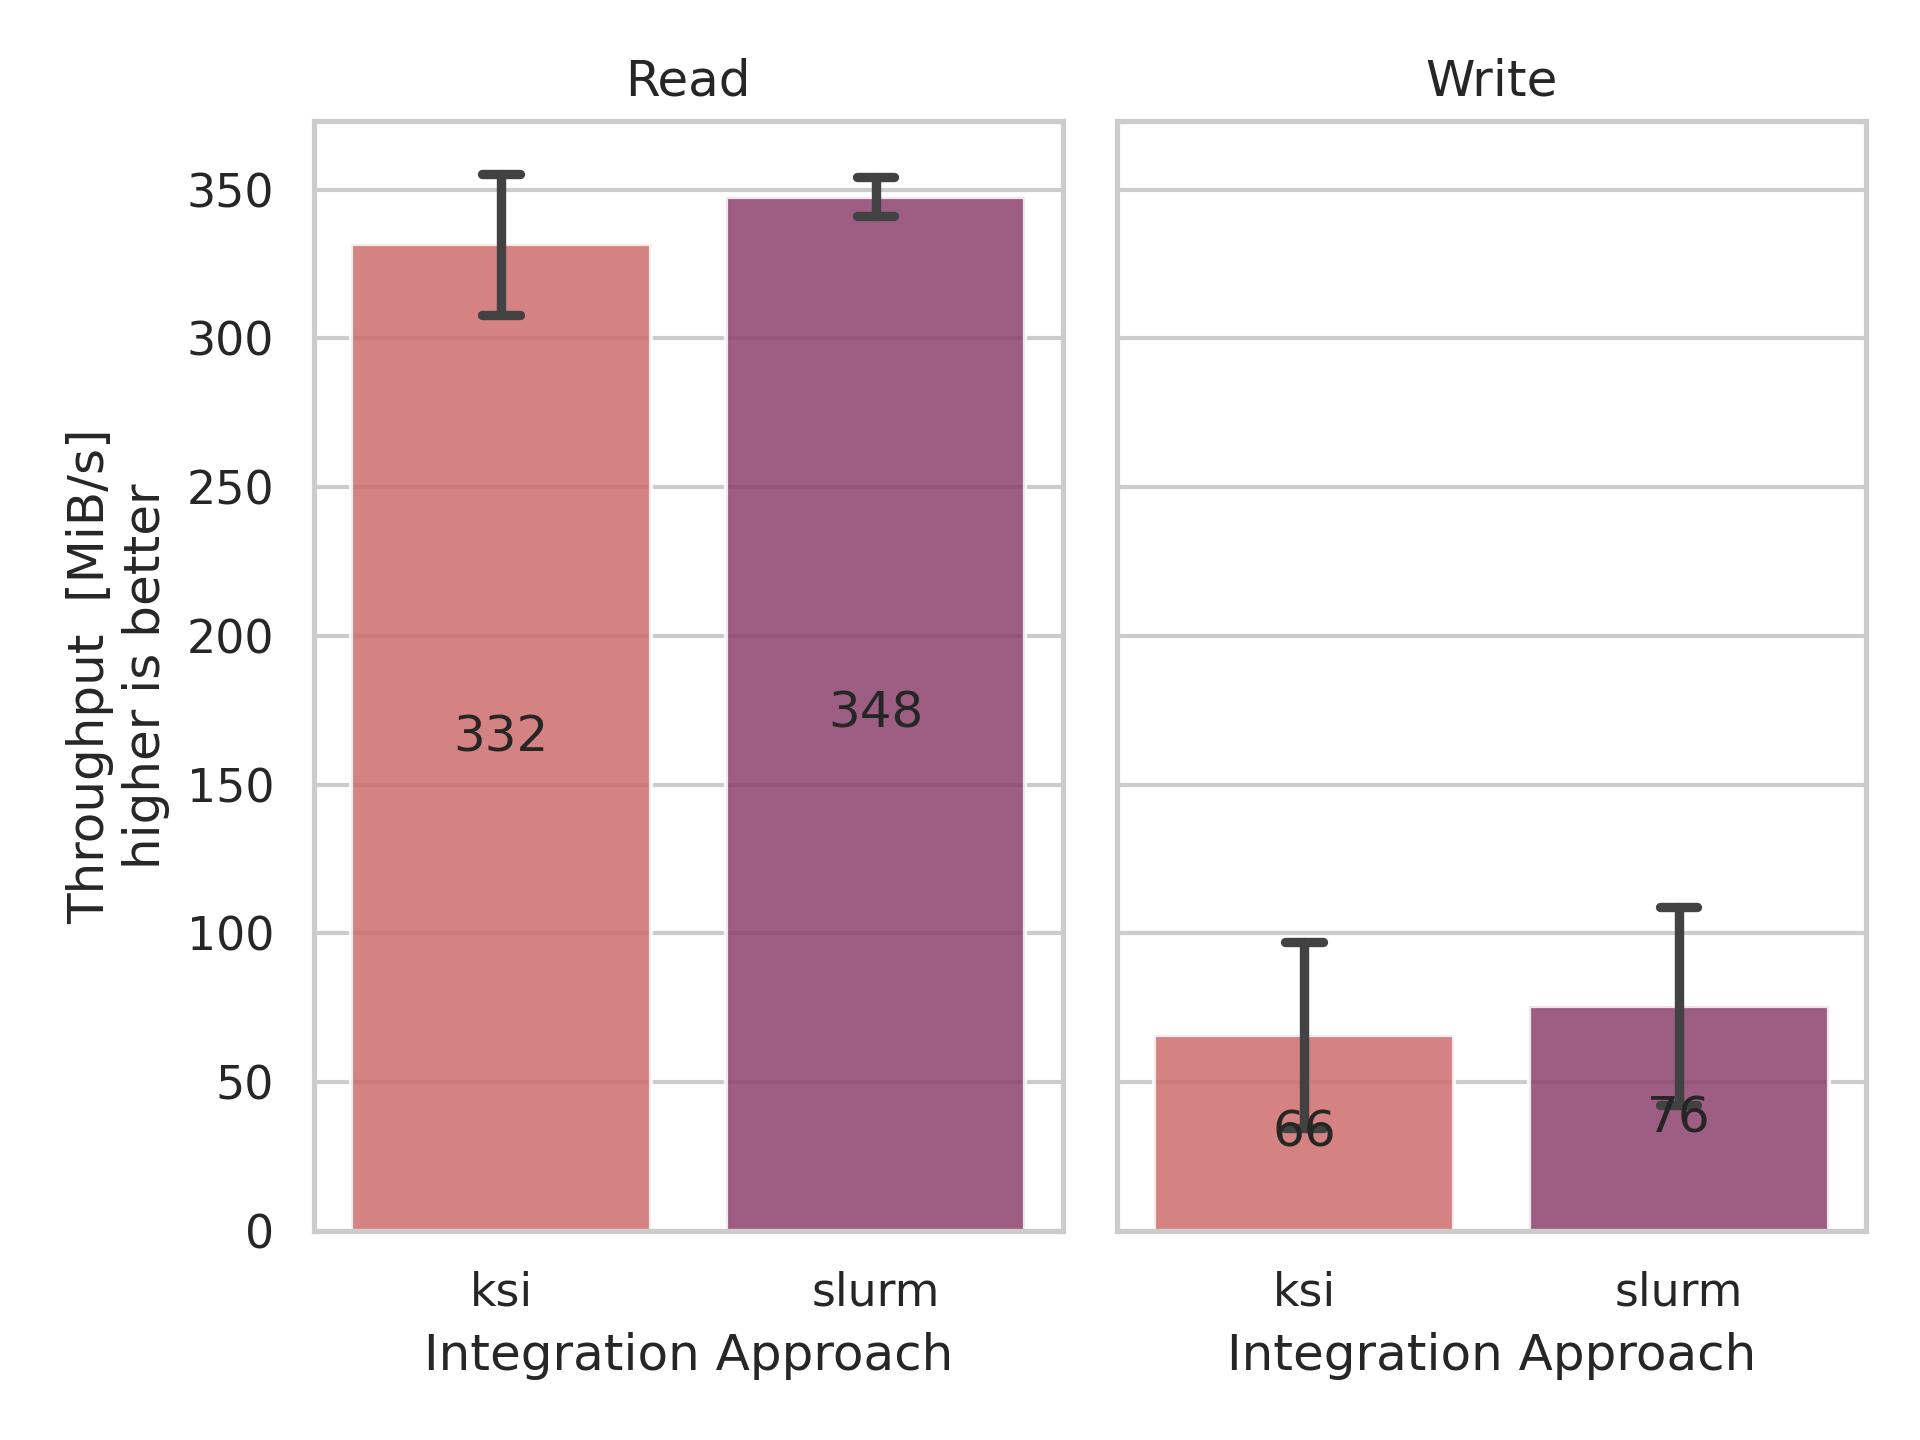 Read
Write
Throughput [MiB/s]
higher is better
350
300
250
200
150
100
50
0
332
348
66
76
ksi
slurm
ksi
slurm
Integration Approach
Integration Approach